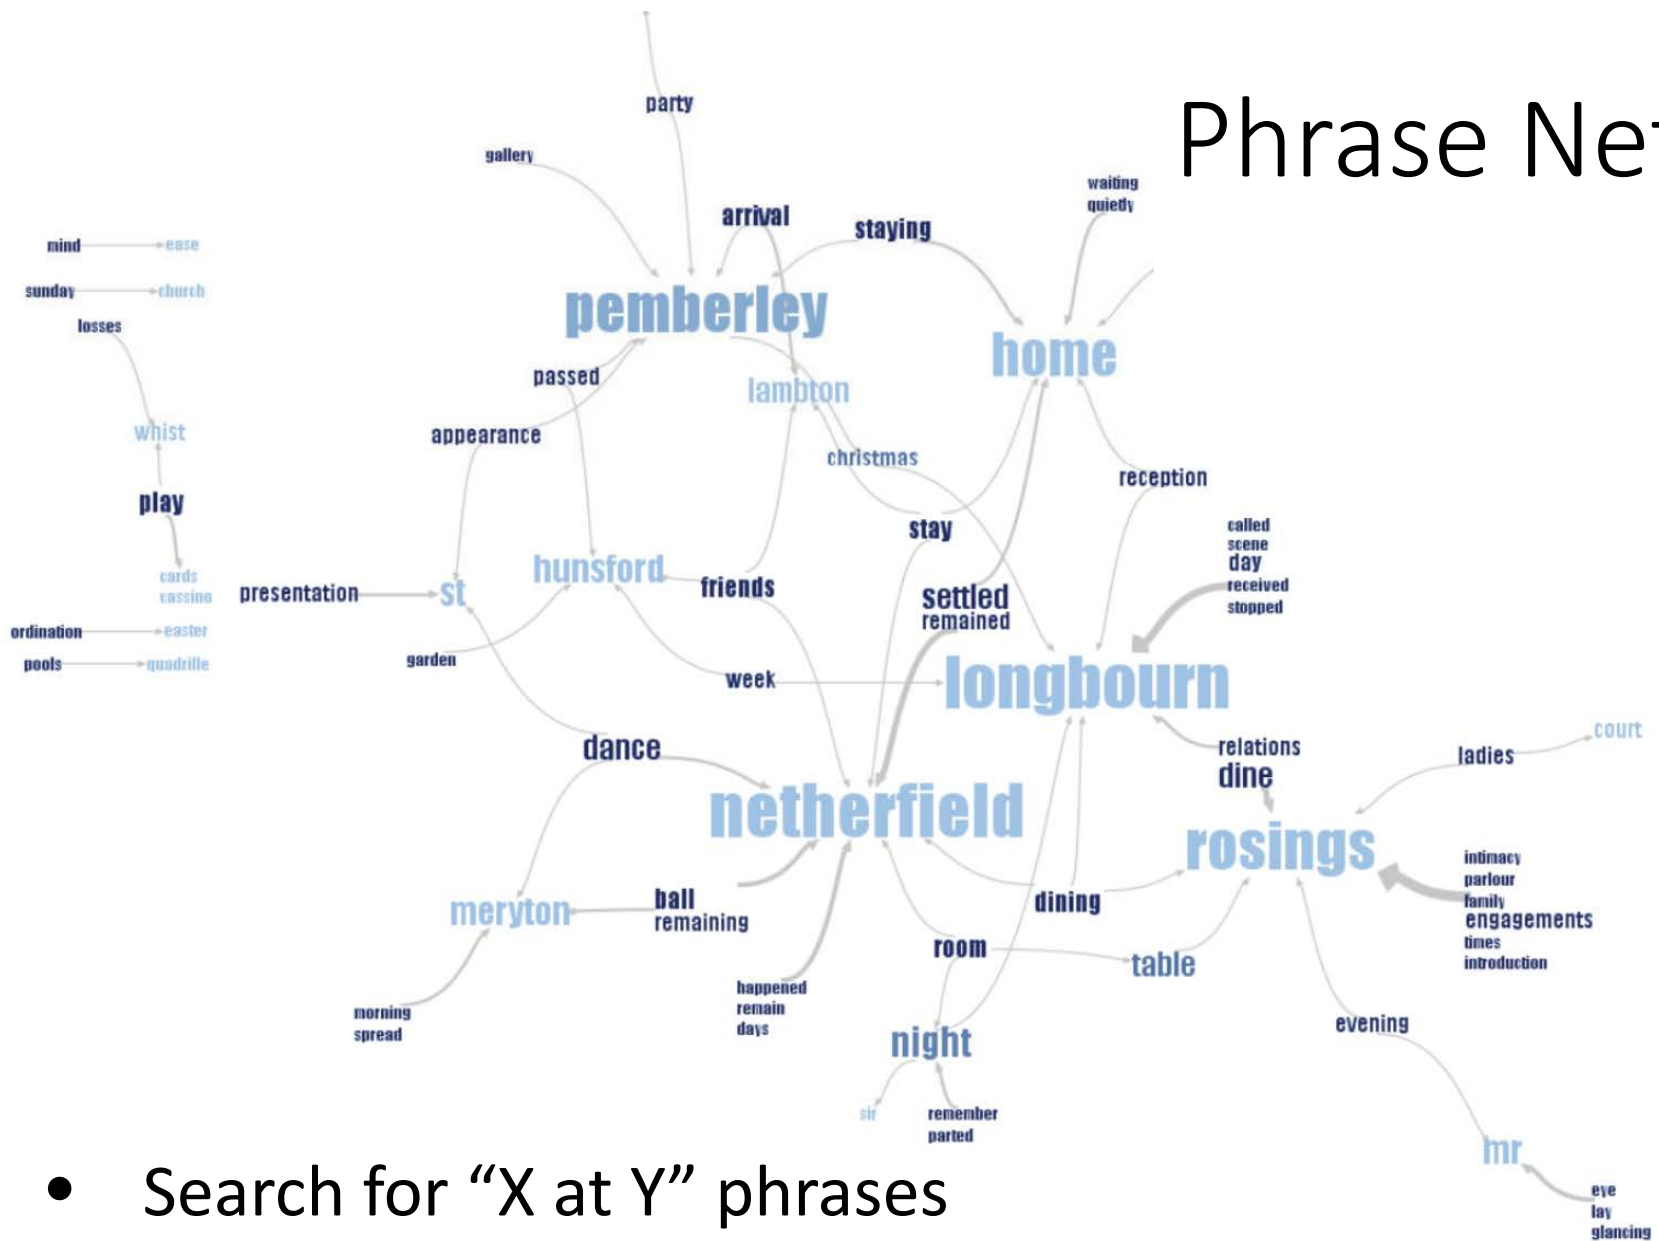 Phrase Net
party
gallery
waiting
quietly
arrival
staying
mind
ease
sunday
church
losses
pemberley
home
passed
lambton
whist
appearance
christmas
reception
play
stay
called
scene
day
received
stopped
hunsford
cards
cassino
presentation
st
friends
settled
remained
ordination
easter
pools
quadrille
garden
week
longbourn
dance
relations
dine
ladies
court
netherfield
rosings
intimacy
parlour
family
engagements
times
introduction
meryton
ball
remaining
dining
room
table
happened
remain
days
morning
spread
night
evening
sir
remember
parted
mr
eye
lay
glancing
• Search for “X at Y” phrases